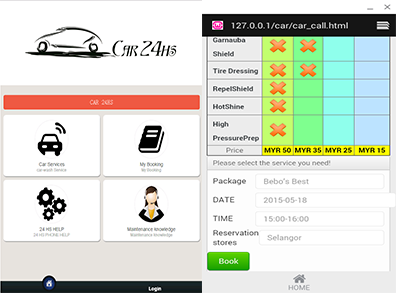 CAR 24HS
CAR 24HS
Car Services
car wash Service
My Booking
My Booking
24 HS HELP
24 HS PHONE HELP
Maintenance Knowledge
Maintenance Knowledge
Login
127.0.0.1/car/car_call.html
Garnauba
Shield
Tire Dressing
RepelShield
HotShine
High
PressurePrep
Price MYR 50 MYR 35 MYR 25 MYR 15
Please select the service you need!
Package Bebo's Best
DATE 2015-05-18
TIME 15:00-16:00
Reservation
stores Selangor
Book
HOME